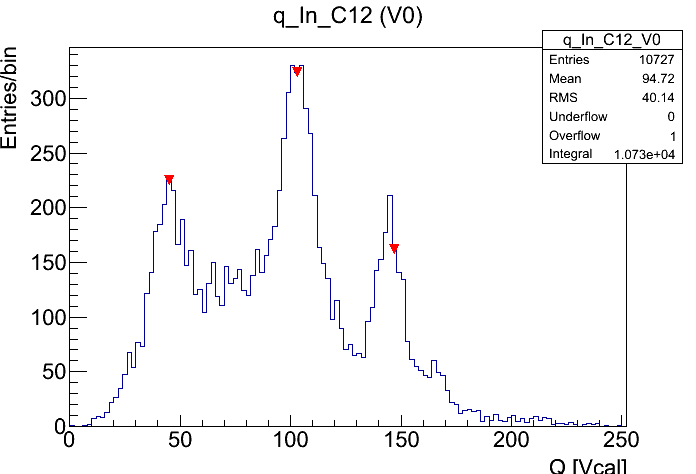 q_In_C12 (V0)
q_In_C12_V0
Entries 10727
Mean 94.72
RMS 40.14
Underflow 0
Overflow 1
Integral 1.073e+04
Entries/bin
300
250
200
150
100
50
0
0 50 100 150 200 250
Q [Vcal]